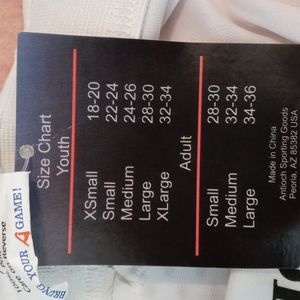 Size Chart
Youth
XSmall 18-20
Small 22-24
Medium 24-26
Large 28-30
XLarge 32-34
Adult
Small 28-30
Medium 32-34
Large 34-36
Made in China
Antioch Sporting Goods
Peoria, AZ 85382 USA
BRING YOUR A GAME!
reverse